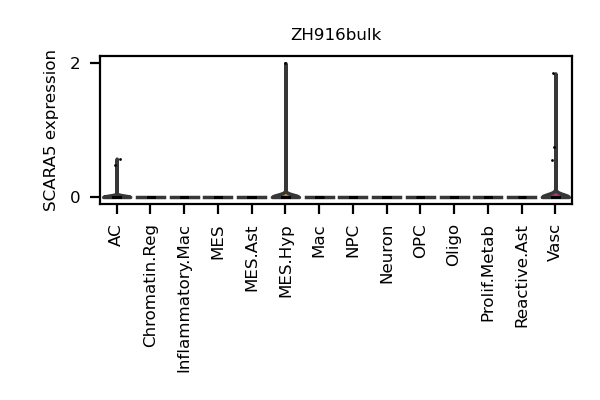 ZH916bulk
SCARA5 expression
2
0
AC
Chromatin.Reg
Inflammatory.Mac
MES
MES.Ast
MES.Hyp
Mac
NPC
Neuron
OPC
Oligo
Prolif.Metab
Reactive.Ast
Vasc